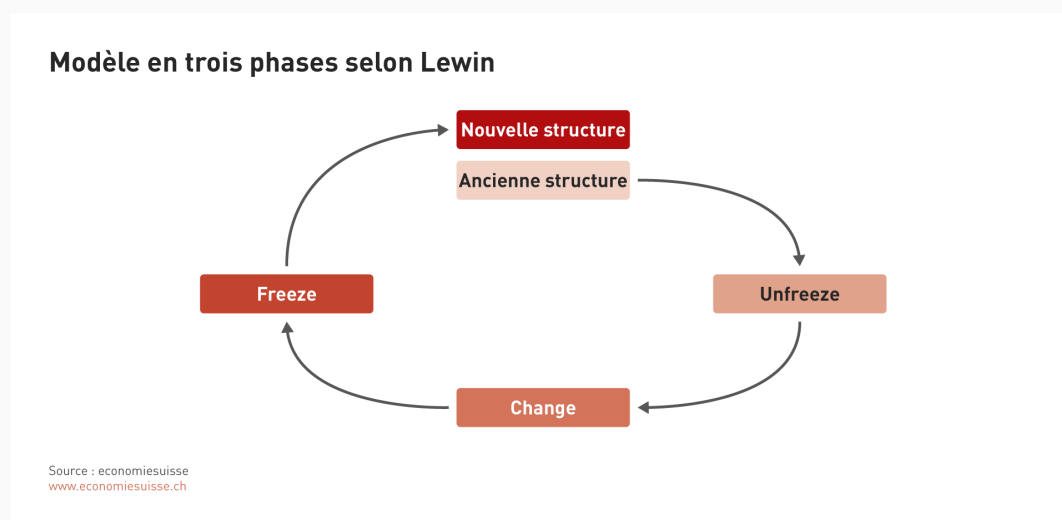 Modèle en trois phases selon Lewin
Nouvelle structure
Ancienne structure
Freeze
Unfreeze
Change
Source : economiesuisse
www.economiesuisse.ch